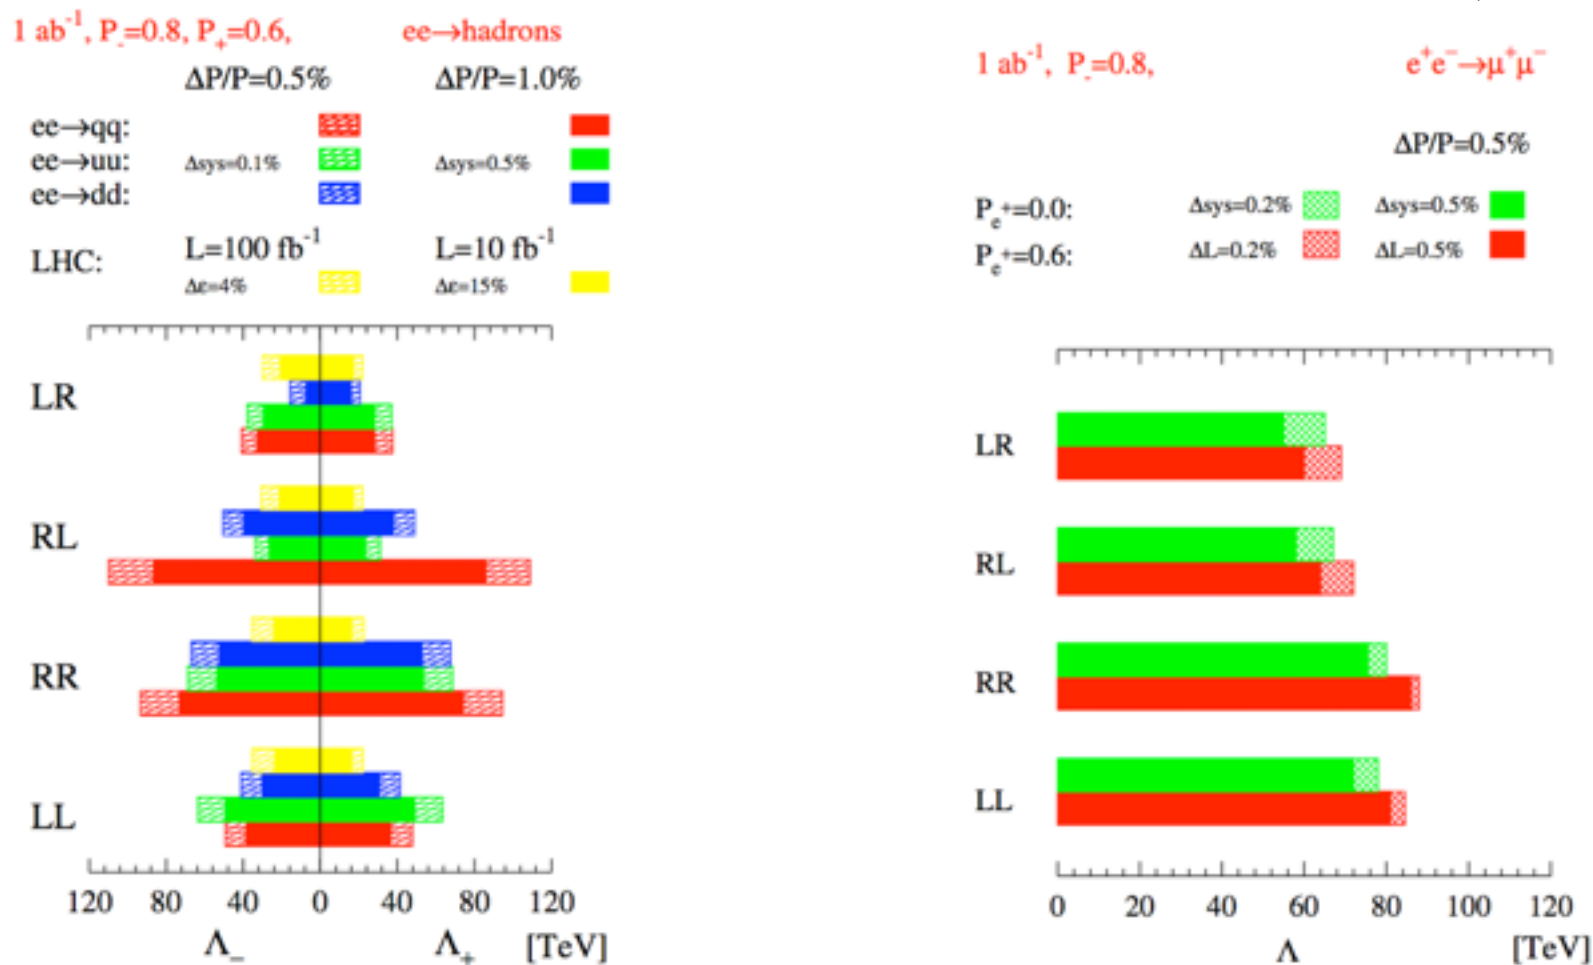 1 ab⁻¹, P₋=0.8, P₊=0.6, ee→hadrons
ΔP/P=0.5% ΔP/P=1.0%
ee→qq:
ee→uu: Δsys=0.1% Δsys=0.5%
ee→dd:
LHC: L=100 fb⁻¹ L=10 fb⁻¹
Δε=4% Δε=15%
LR
RL
RR
LL
120 80 40 0 40 80 120
Λ₋ Λ₊ [TeV]
1 ab⁻¹, P₋=0.8, e⁺e⁻→μ⁺μ⁻
ΔP/P=0.5%
Pₑ⁺=0.0: Δsys=0.2% Δsys=0.5%
Pₑ⁺=0.6: ΔL=0.2% ΔL=0.5%
LR
RL
RR
LL
0 20 40 60 80 100 120
Λ [TeV]